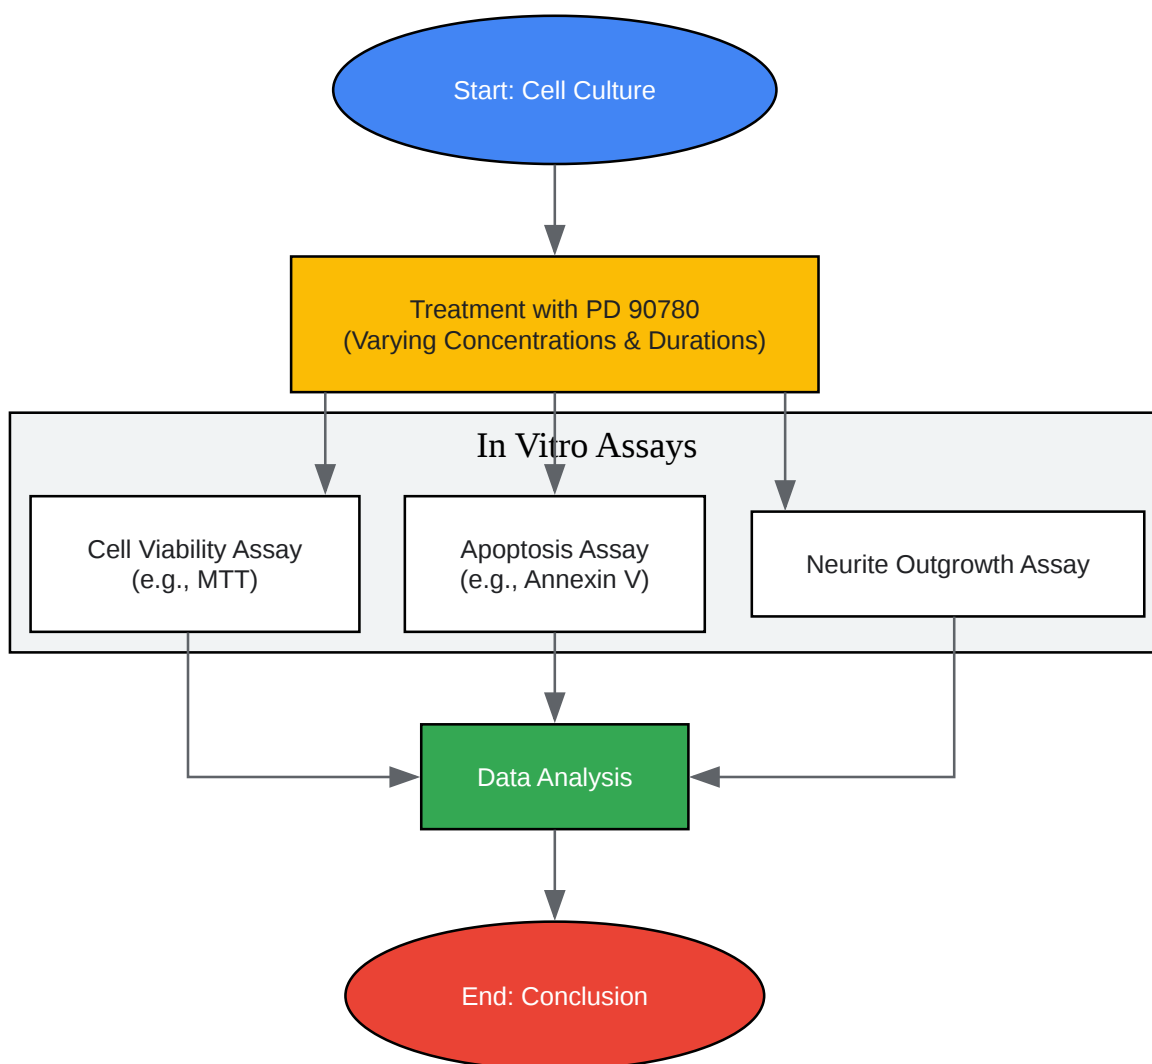 Start: Cell Culture
Treatment with PD 90780
(Varying Concentrations & Durations)
In Vitro Assays
Cell Viability Assay
(e.g., MTT)
Apoptosis Assay
(e.g., Annexin V)
Neurite Outgrowth Assay
Data Analysis
End: Conclusion